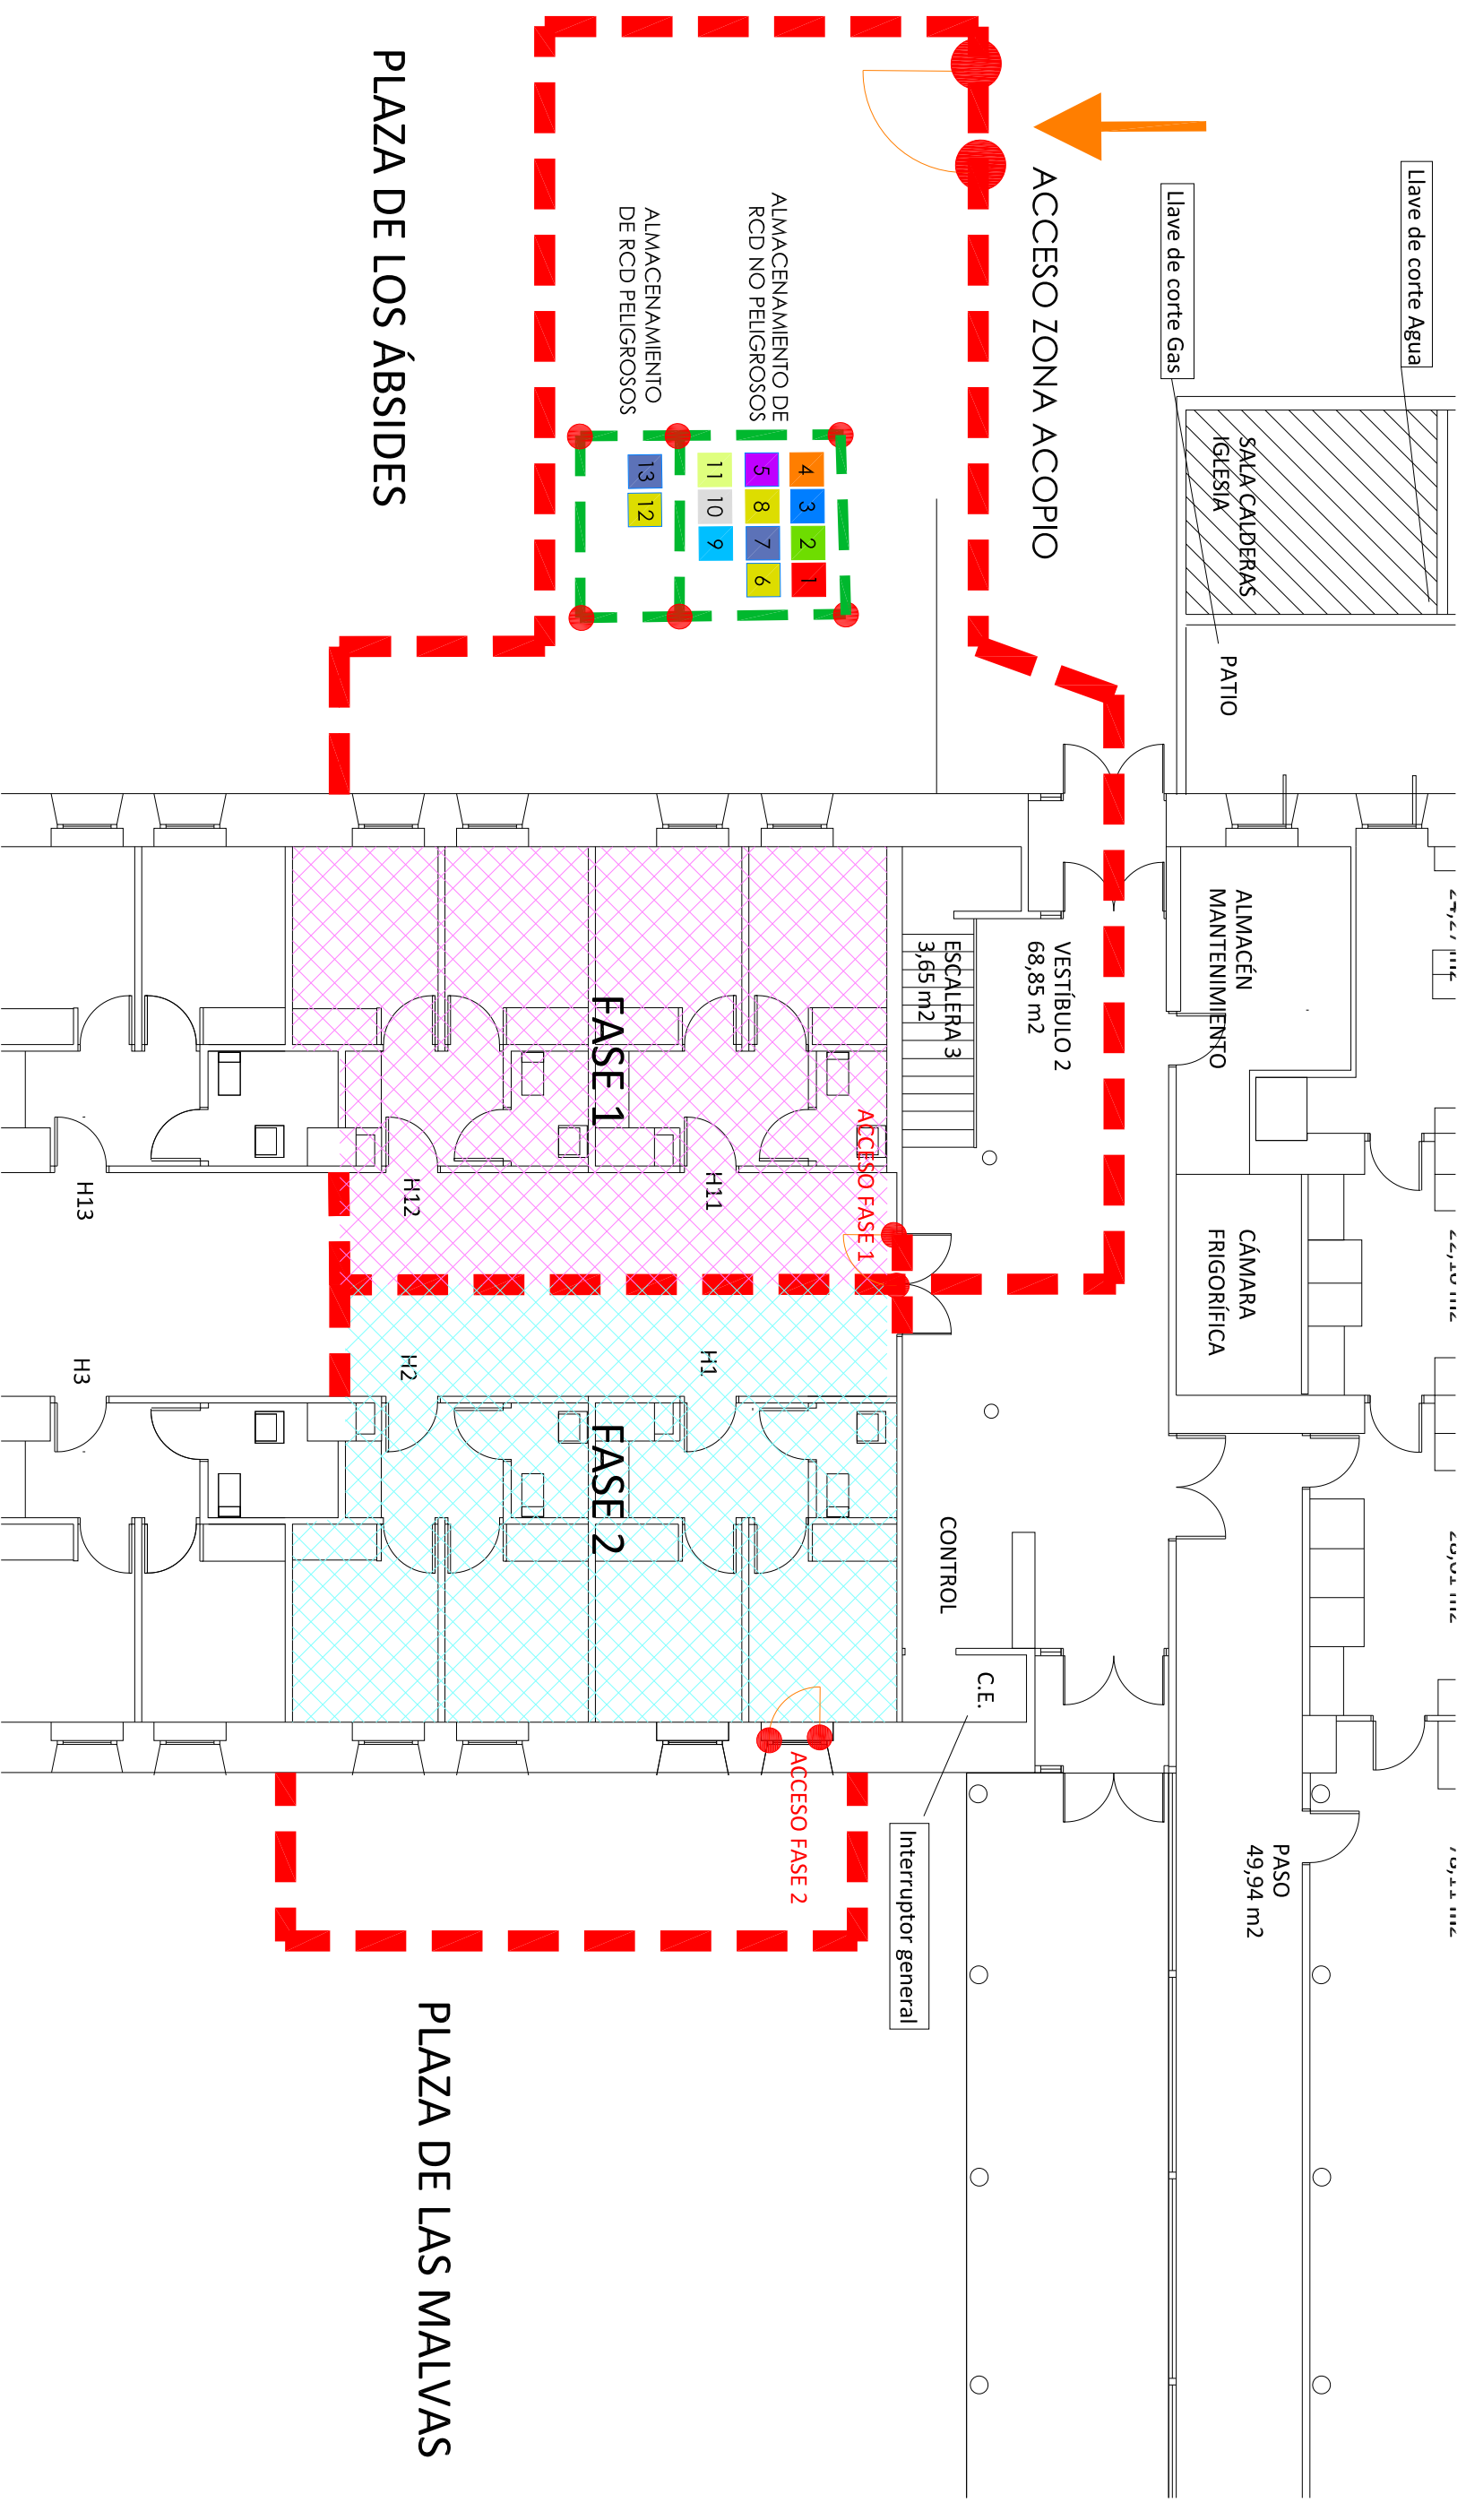 Llave de corte Agua
Llave de corte Gas
ACCESO ZONA ACOPIO
SALA CALDERAS
IGLESIA
PATIO
ALMACENAMIENTO DE
RCD NO PELIGROSOS
ALMACENAMIENTO
DE RCD PELIGROSOS
4 3 2 1
5 8 7 6
11 10 9
13 12
PLAZA DE LOS ÁBSIDES
ALMACÉN
MANTENIMIENTO
VESTÍBULO 2
68,85 m2
ESCALERA 3
3,65 m2
FASE 1
ACCESO FASE 1
H11
H12
H13
CÁMARA
FRIGORÍFICA
H1
H2
H3
FASE 2
CONTROL
C.E.
ACCESO FASE 2
Interruptor general
PASO
49,94 m2
PLAZA DE LAS MALVAS